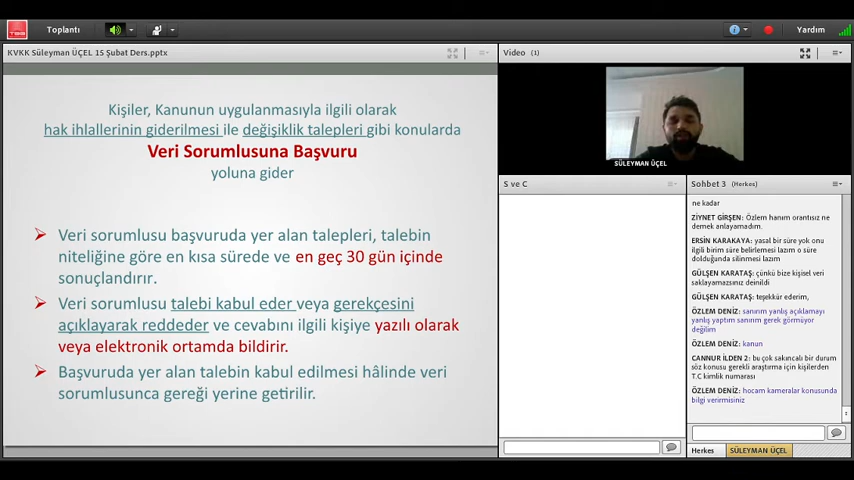 Toplantı
Yardım
KVKK Süleyman ÜÇEL 15 Şubat Ders.pptx
Kişiler, Kanunun uygulanmasıyla ilgili olarak
hak ihlallerinin giderilmesi ile değişiklik talepleri gibi konularda
Veri Sorumlusuna Başvuru
yoluna gider
Veri sorumlusu başvuruda yer alan talepleri, talebin
niteliğine göre en kısa sürede ve en geç 30 gün içinde
sonuçlandırır.
Veri sorumlusu talebi kabul eder veya gerekçesini
açıklayarak reddeder ve cevabını ilgili kişiye yazılı olarak
veya elektronik ortamda bildirir.
Başvuruda yer alan talebin kabul edilmesi hâlinde veri
sorumlusunca gereği yerine getirilir.
Video (1)
SÜLEYMAN ÜÇEL
S ve C
Sohbet 3 (Herkes)
ne kadar
ZİYNET GİRŞEN: Özlem hanım orantısız ne
demek anlayamadım.
ERSİN KARAKAYA: yasal bir süre yok onu
ilgili birim süre belirlemesi lazım o süre
dolduğunda silinmesi lazım
GÜLŞEN KARATAŞ: çünkü bize kişisel veri
saklayamazsınız deinildi
GÜLŞEN KARATAŞ: teşekkür ederim,
ÖZLEM DENİZ: sanırım yanlış açıklamayı
yanlış yaptım sanırım gerek görmüyor
değilim
ÖZLEM DENİZ: kanun
CANNUR İLDEN 2: bu çok sakıncalı bir durum
söz konusu gerekli araştırma için kişilerden
T.C kimlik numarası
ÖZLEM DENİZ: hocam kameralar konusunda
bilgi verirmisiniz
Herkes
SÜLEYMAN ÜÇEL